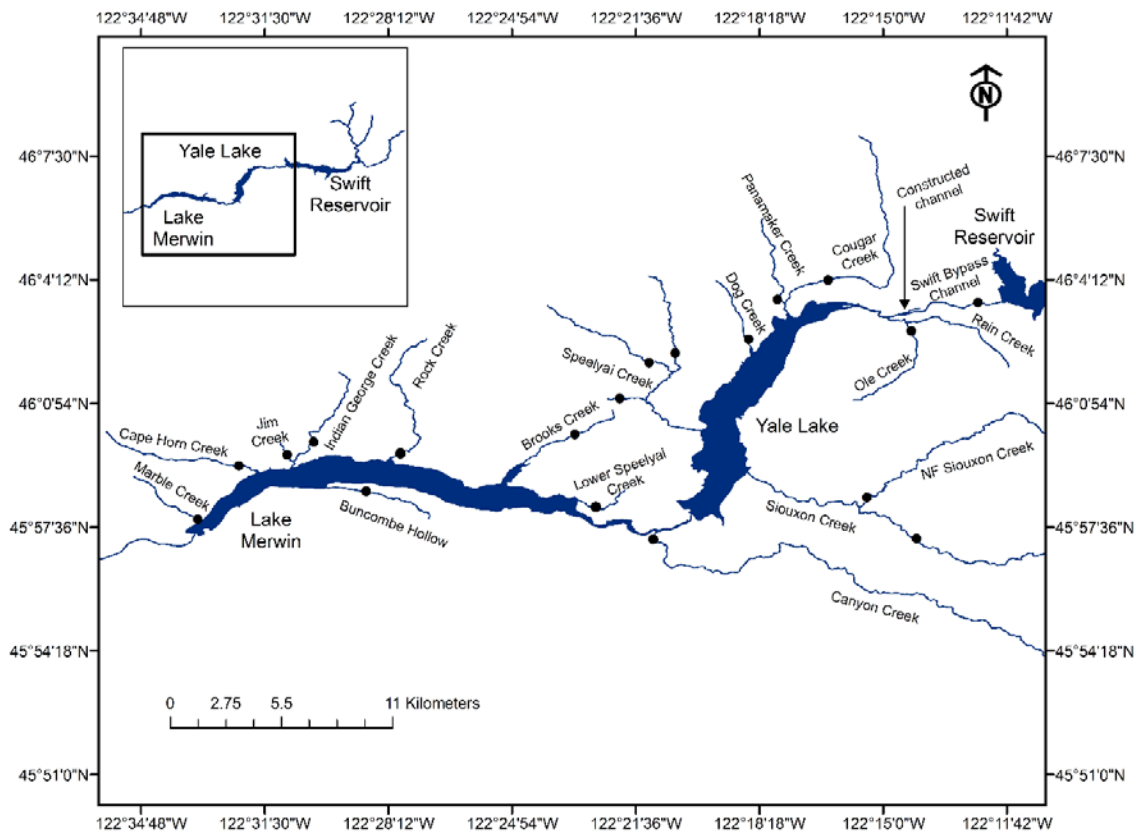 122°34'48"W 122°31'30"W 122°28'12"W 122°24'54"W 122°21'36"W 122°18'18"W 122°15'0"W 122°11'42"W
N
46°7'30"N
46°7'30"N
Yale Lake
Swift
Reservoir
Lake
Merwin
Constructed
channel
Panamaker Creek
Cougar
Creek
Swift
Reservoir
46°4'12"N
46°4'12"N
Swift Bypass
Channel
Dog Creek
Rain Creek
Ole Creek
Speelyai Creek
Rock Creek
Indian George Creek
46°0'54"N
46°0'54"N
Jim
Creek
Brooks Creek
Yale Lake
Cape Horn Creek
Marble Creek
Lower Speelyai
Creek
NF Siouxon Creek
Siouxon Creek
Buncombe Hollow
Lake
Merwin
45°57'36"N
45°57'36"N
Canyon Creek
45°54'18"N
45°54'18"N
0 2.75 5.5 11 Kilometers
45°51'0"N
45°51'0"N
122°34'48"W 122°31'30"W 122°28'12"W 122°24'54"W 122°21'36"W 122°18'18"W 122°15'0"W 122°11'42"W